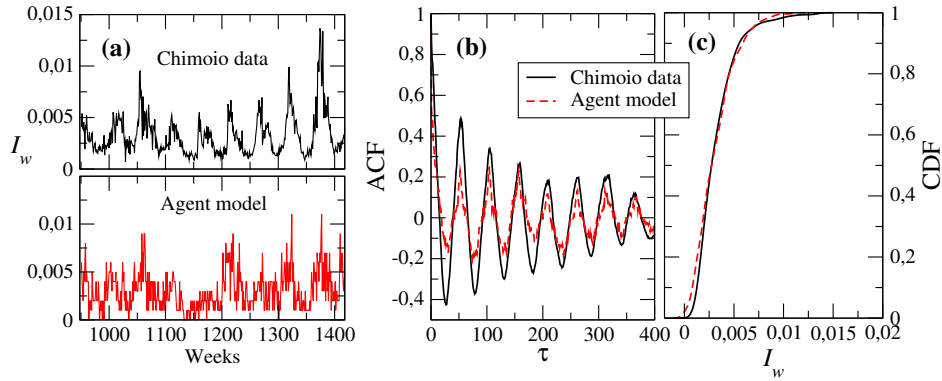 (a)
Chimoio data
0,015
0,01
0,005
0
I_w
Agent model
0,01
0,005
0
1000 1100 1200 1300 1400
Weeks
(b)
1
0,8
0,6
0,4
0,2
0
-0,2
-0,4
ACF
0 100 200 300 400
τ
Chimoio data
Agent model
(c)
1
0,8
0,6
0,4
0,2
0
CDF
0 0,005 0,01 0,015 0,02
I_w